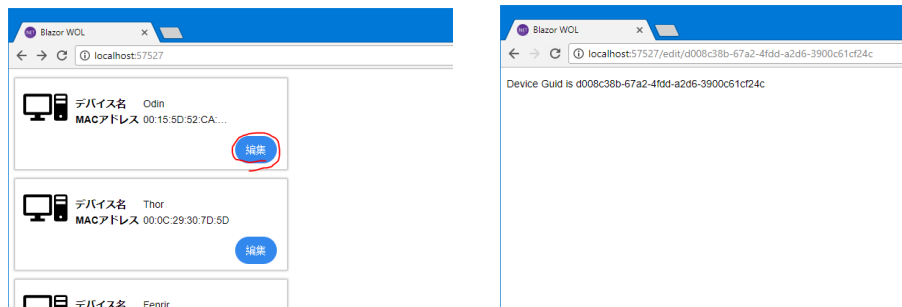 Blazor WOL
localhost:57527
デバイス名 Odin
MACアドレス 00:15:5D:52:CA:...
編集
デバイス名 Thor
MACアドレス 00:0C:29:30:7D:5D
編集
デバイス名 Fenrir
Blazor WOL
localhost:57527/edit/d008c38b-67a2-4fdd-a2d6-3900c61cf24c
Device Guid is d008c38b-67a2-4fdd-a2d6-3900c61cf24c